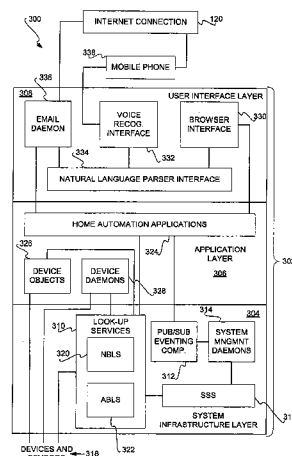 300
INTERNET CONNECTION
120
338
MOBILE PHONE
336
308
USER INTERFACE LAYER
EMAIL
DAEMON
VOICE
RECOG.
INTERFACE
BROWSER
INTERFACE
330
332
334
NATURAL LANGUAGE PARSER INTERFACE
HOME AUTOMATION APPLICATIONS
302
326
324
APPLICATION
LAYER
306
DEVICE
OBJECTS
DEVICE
DAEMONS
328
314
304
310
LOOK-UP
SERVICES
320
NBLS
PUB/SUB
EVENTING
COMP.
SYSTEM
MNGMNT
DAEMONS
312
ABLS
SSS
SYSTEM
INFRASTRUCTURE LAYER
322
DEVICES AND
318